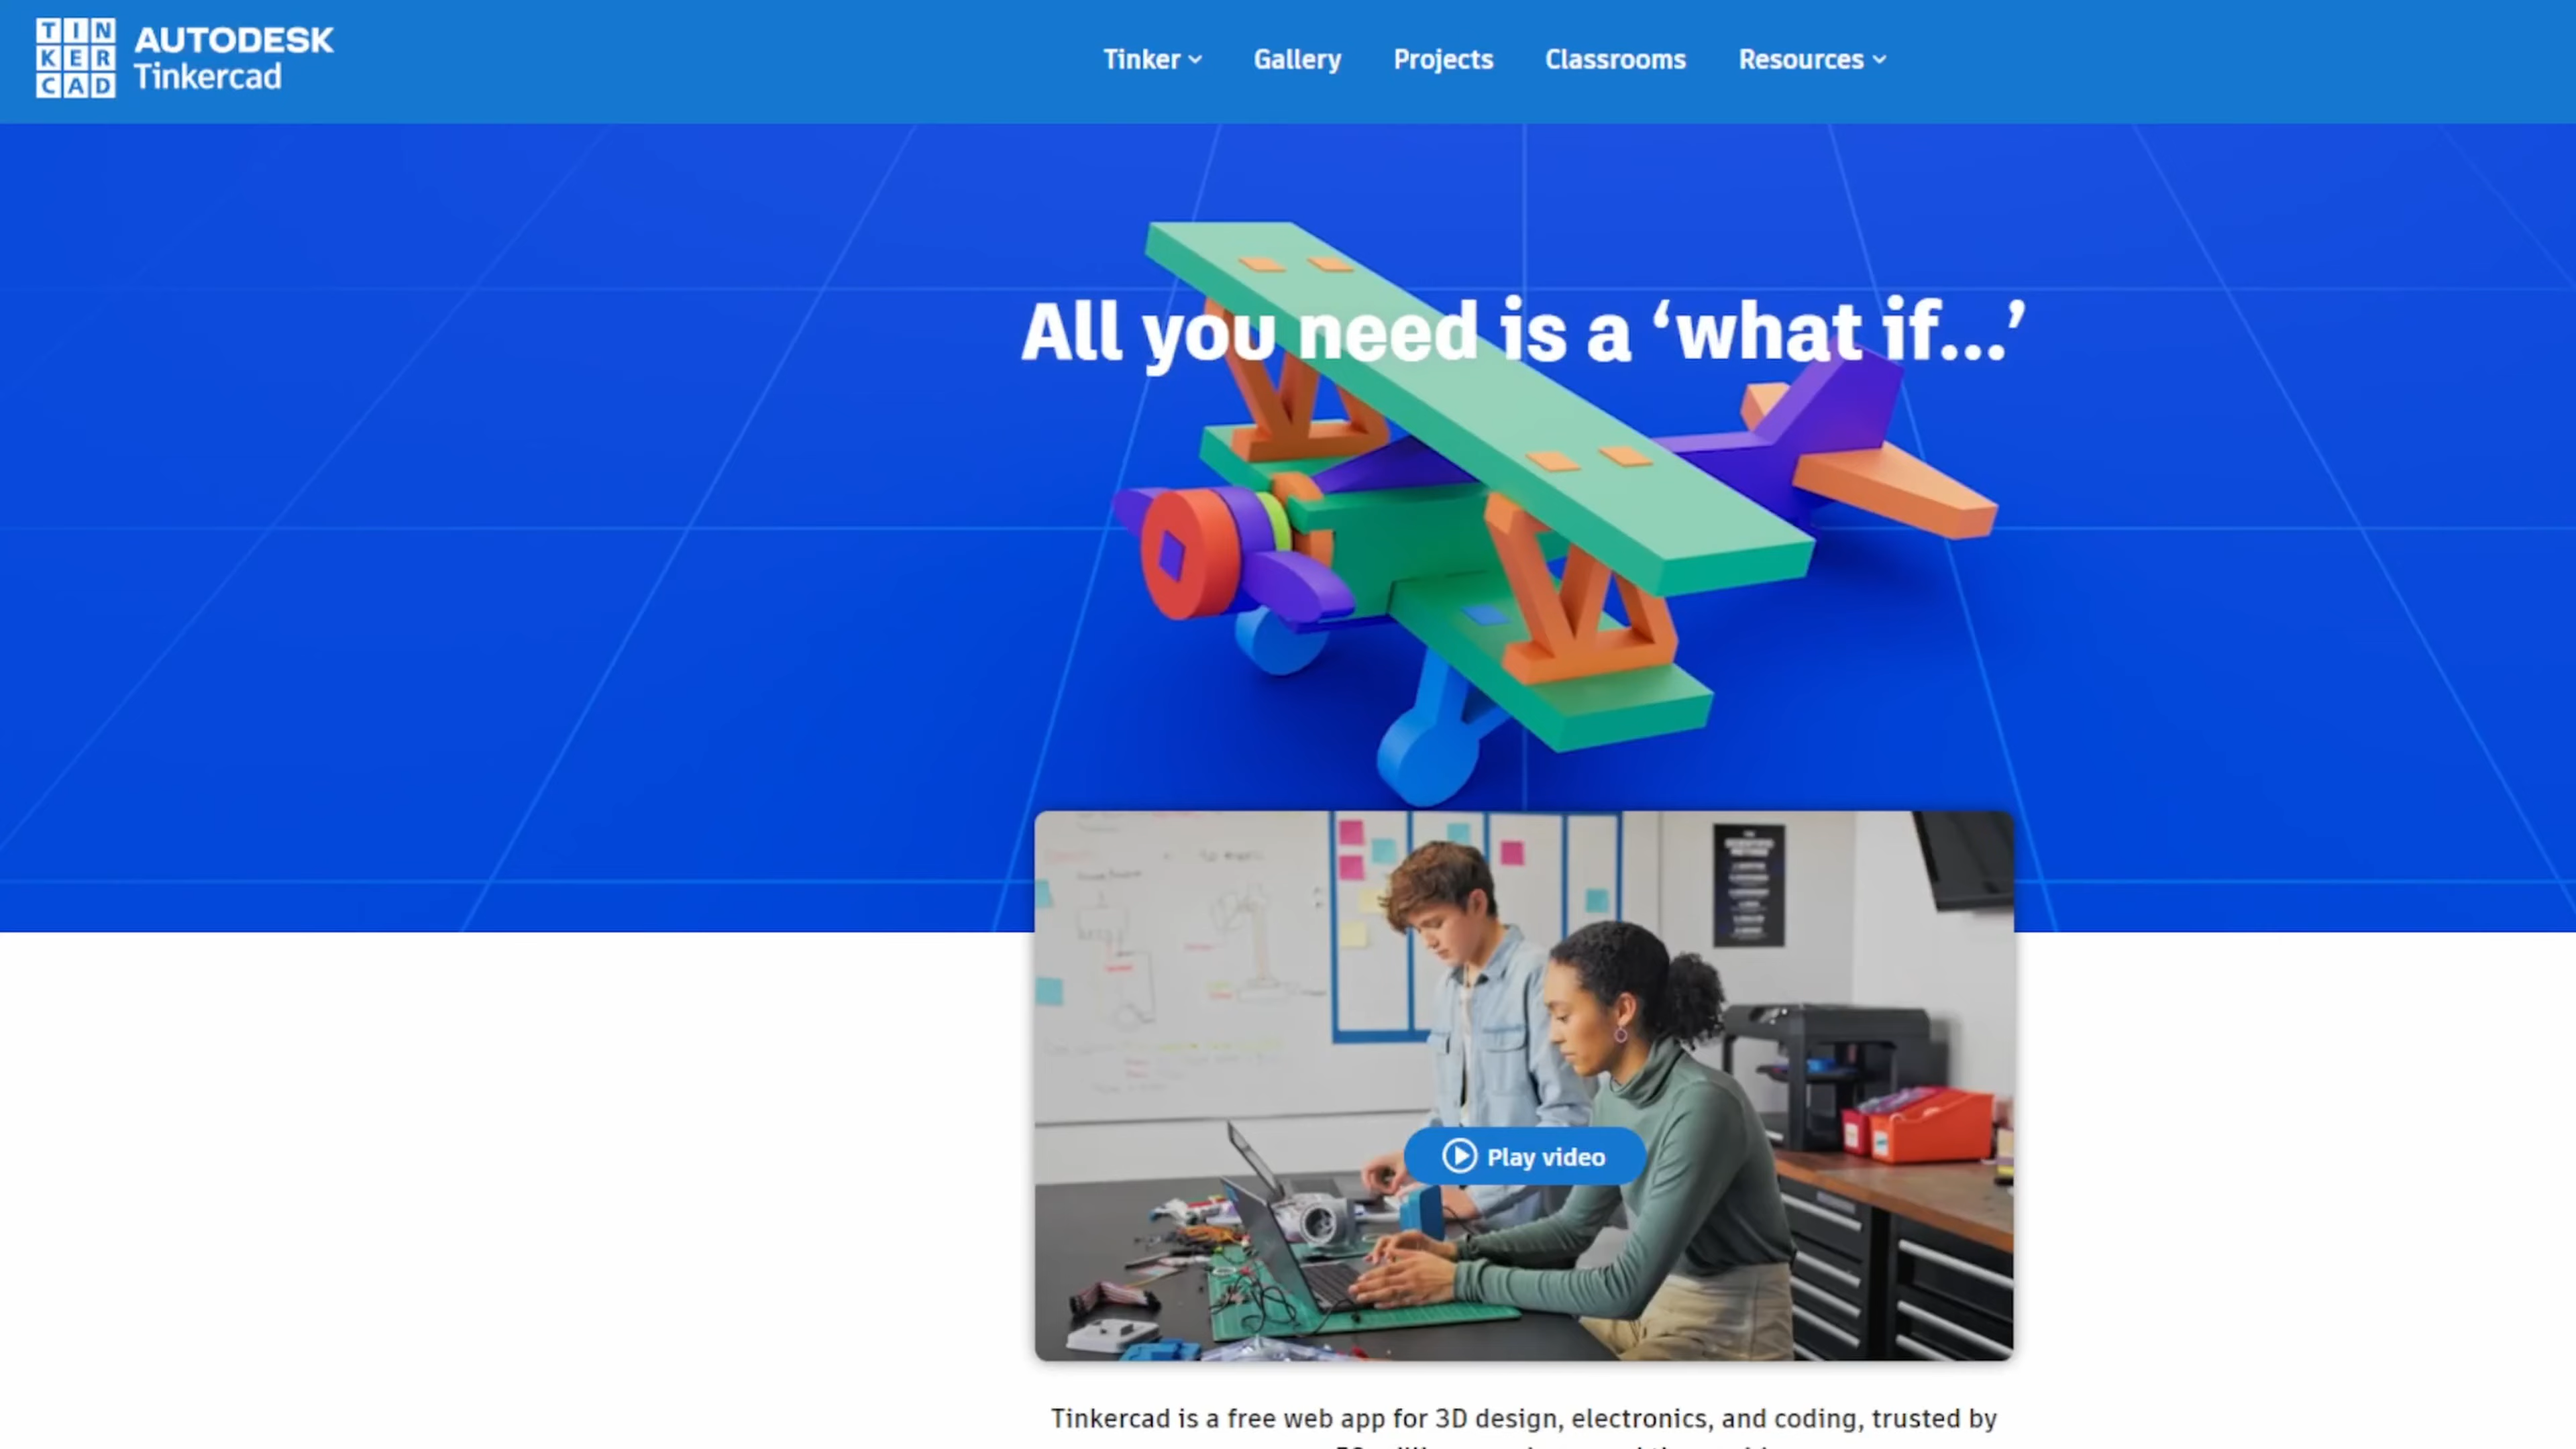 TIN
KER
CAD
AUTODESK
Tinkercad
Tinker
Gallery
Projects
Classrooms
Resources
All you need is a ‘what if...’
Play video
Tinkercad is a free web app for 3D design, electronics, and coding, trusted by